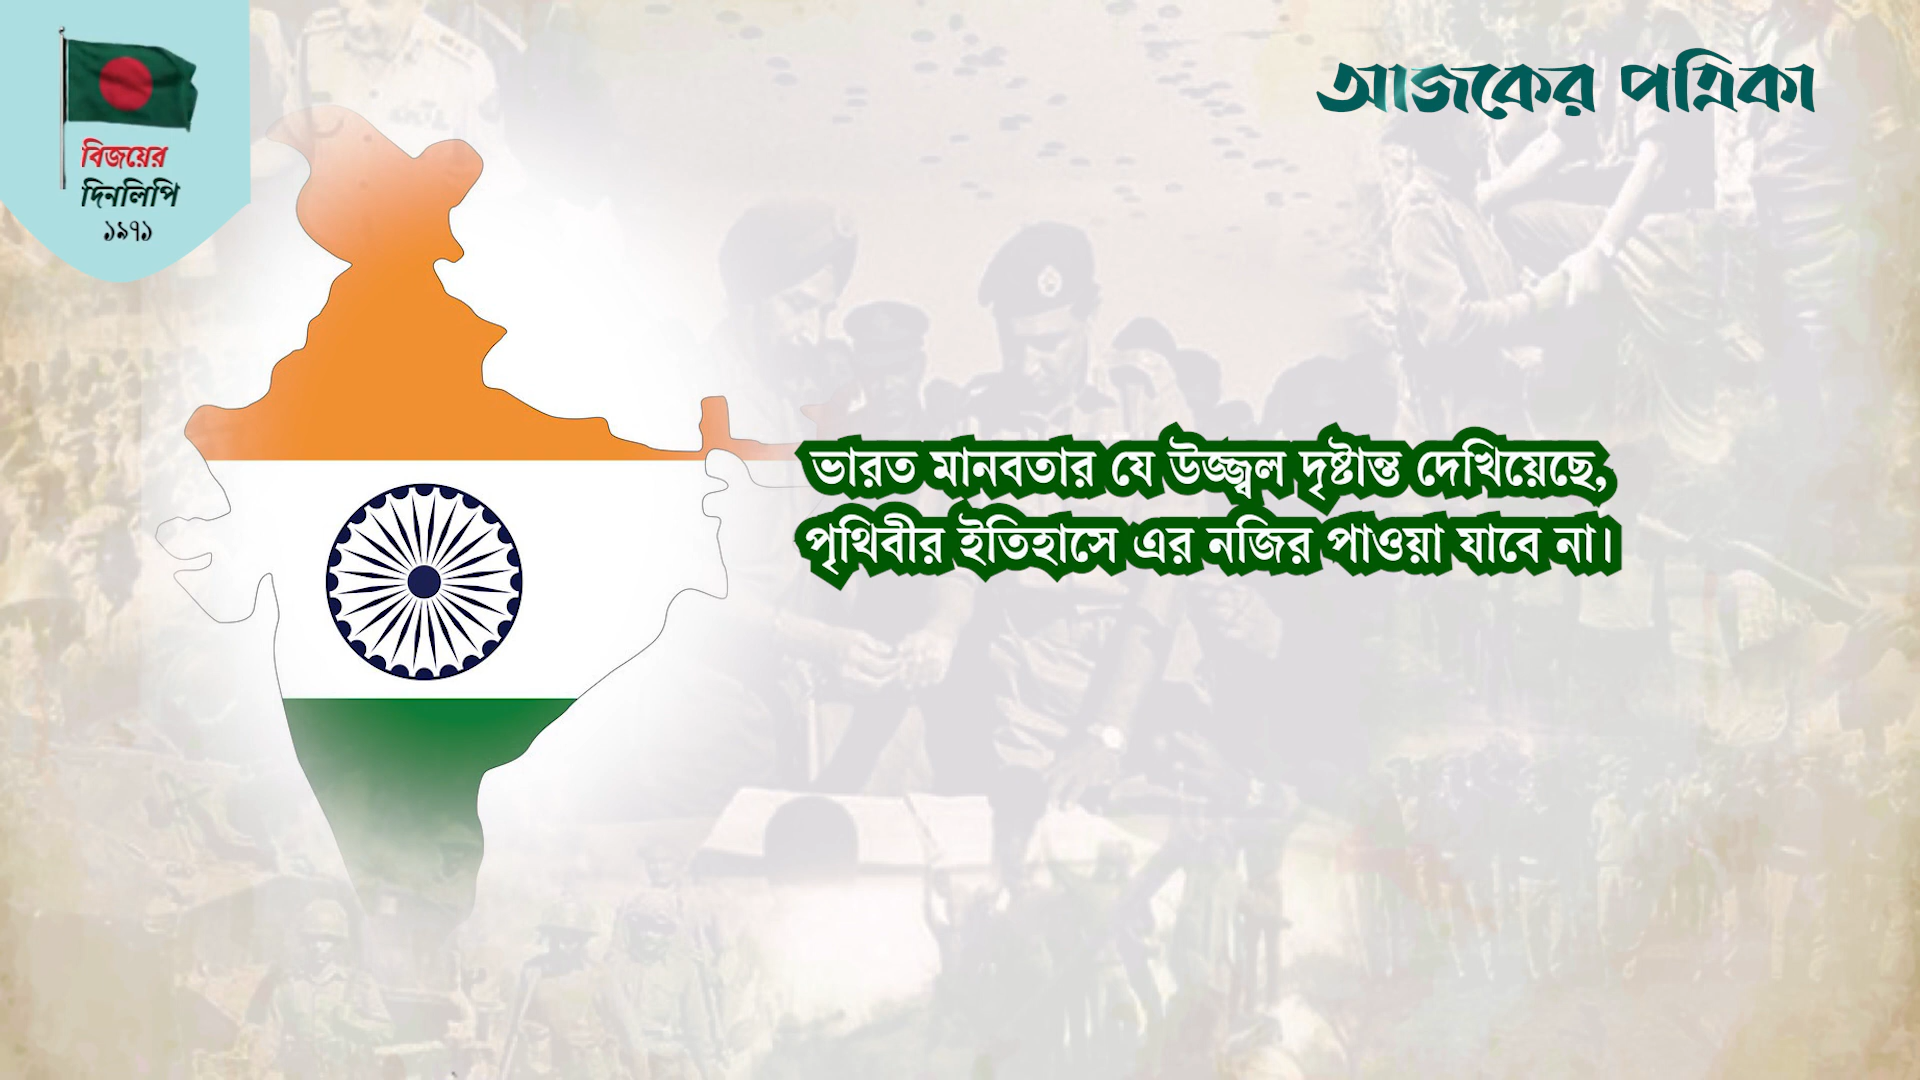 বিজয়ের
দিনলিপি
১৯৭১
আজকের পত্রিকা
ভারত মানবতার যে উজ্জ্বল দৃষ্টান্ত দেখিয়েছে,
পৃথিবীর ইতিহাসে এর নজির পাওয়া যাবে না।